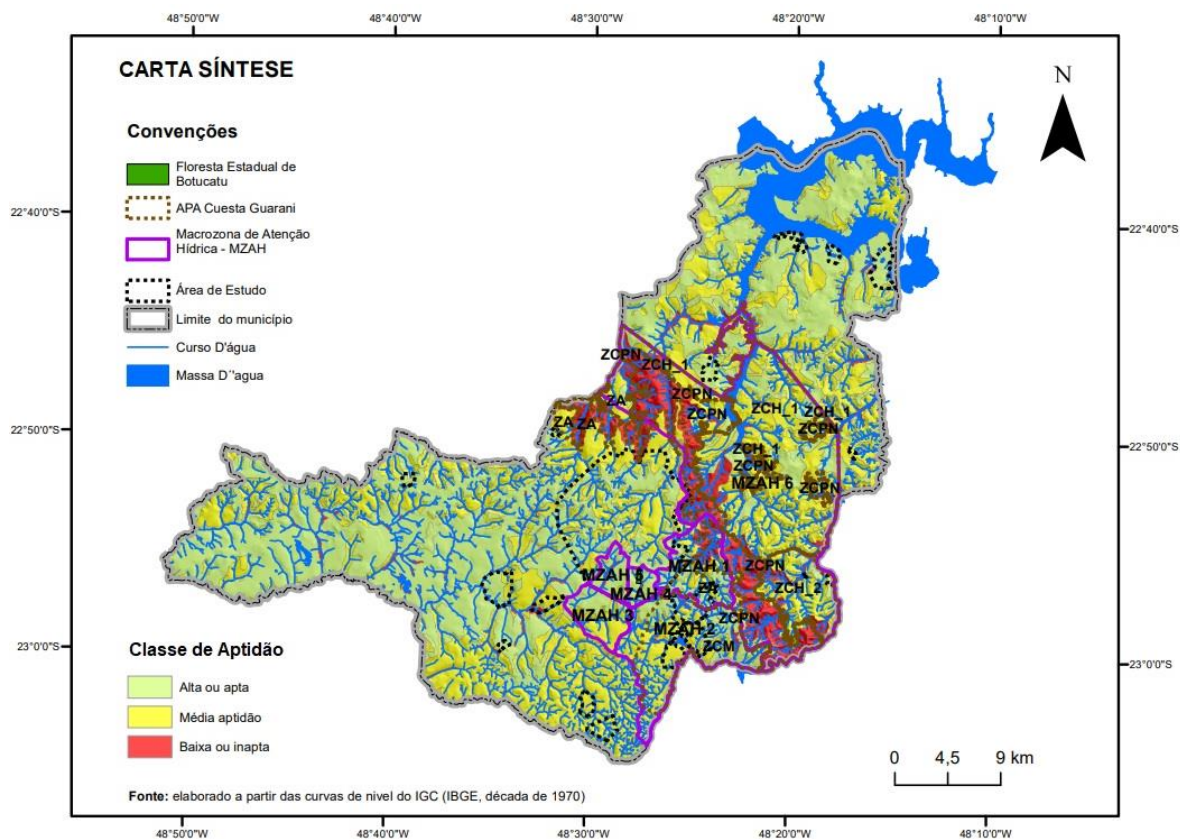 48°50'0"W 48°40'0"W 48°30'0"W 48°20'0"W 48°10'0"W
CARTA SÍNTESE
N
Convenções
Floresta Estadual de
Botucatu
APA Cuesta Guarani
Macrozona de Atenção
Hídrica - MZAH
Área de Estudo
Limite do município
Curso D'água
Massa D''agua
22°40'0"S
22°40'0"S
ZCPN
ZCH_1
ZCPN
ZA
ZCPN
ZCH_1
ZCH_1
ZA
ZA
ZCPN
22°50'0"S
22°50'0"S
ZCH_1
ZCPN
MZAH 6
ZCPN
MZAH 1
ZCPN
MZAH 5
ZA
ZCH_2
MZAH 4
MZAH 3
ZCPN
MZAH 2
ZCM
23°0'0"S
23°0'0"S
Classe de Aptidão
Alta ou apta
Média aptidão
Baixa ou inapta
0 4,5 9 km
Fonte: elaborado a partir das curvas de nivel do IGC (IBGE, década de 1970)
48°50'0"W 48°40'0"W 48°30'0"W 48°20'0"W 48°10'0"W